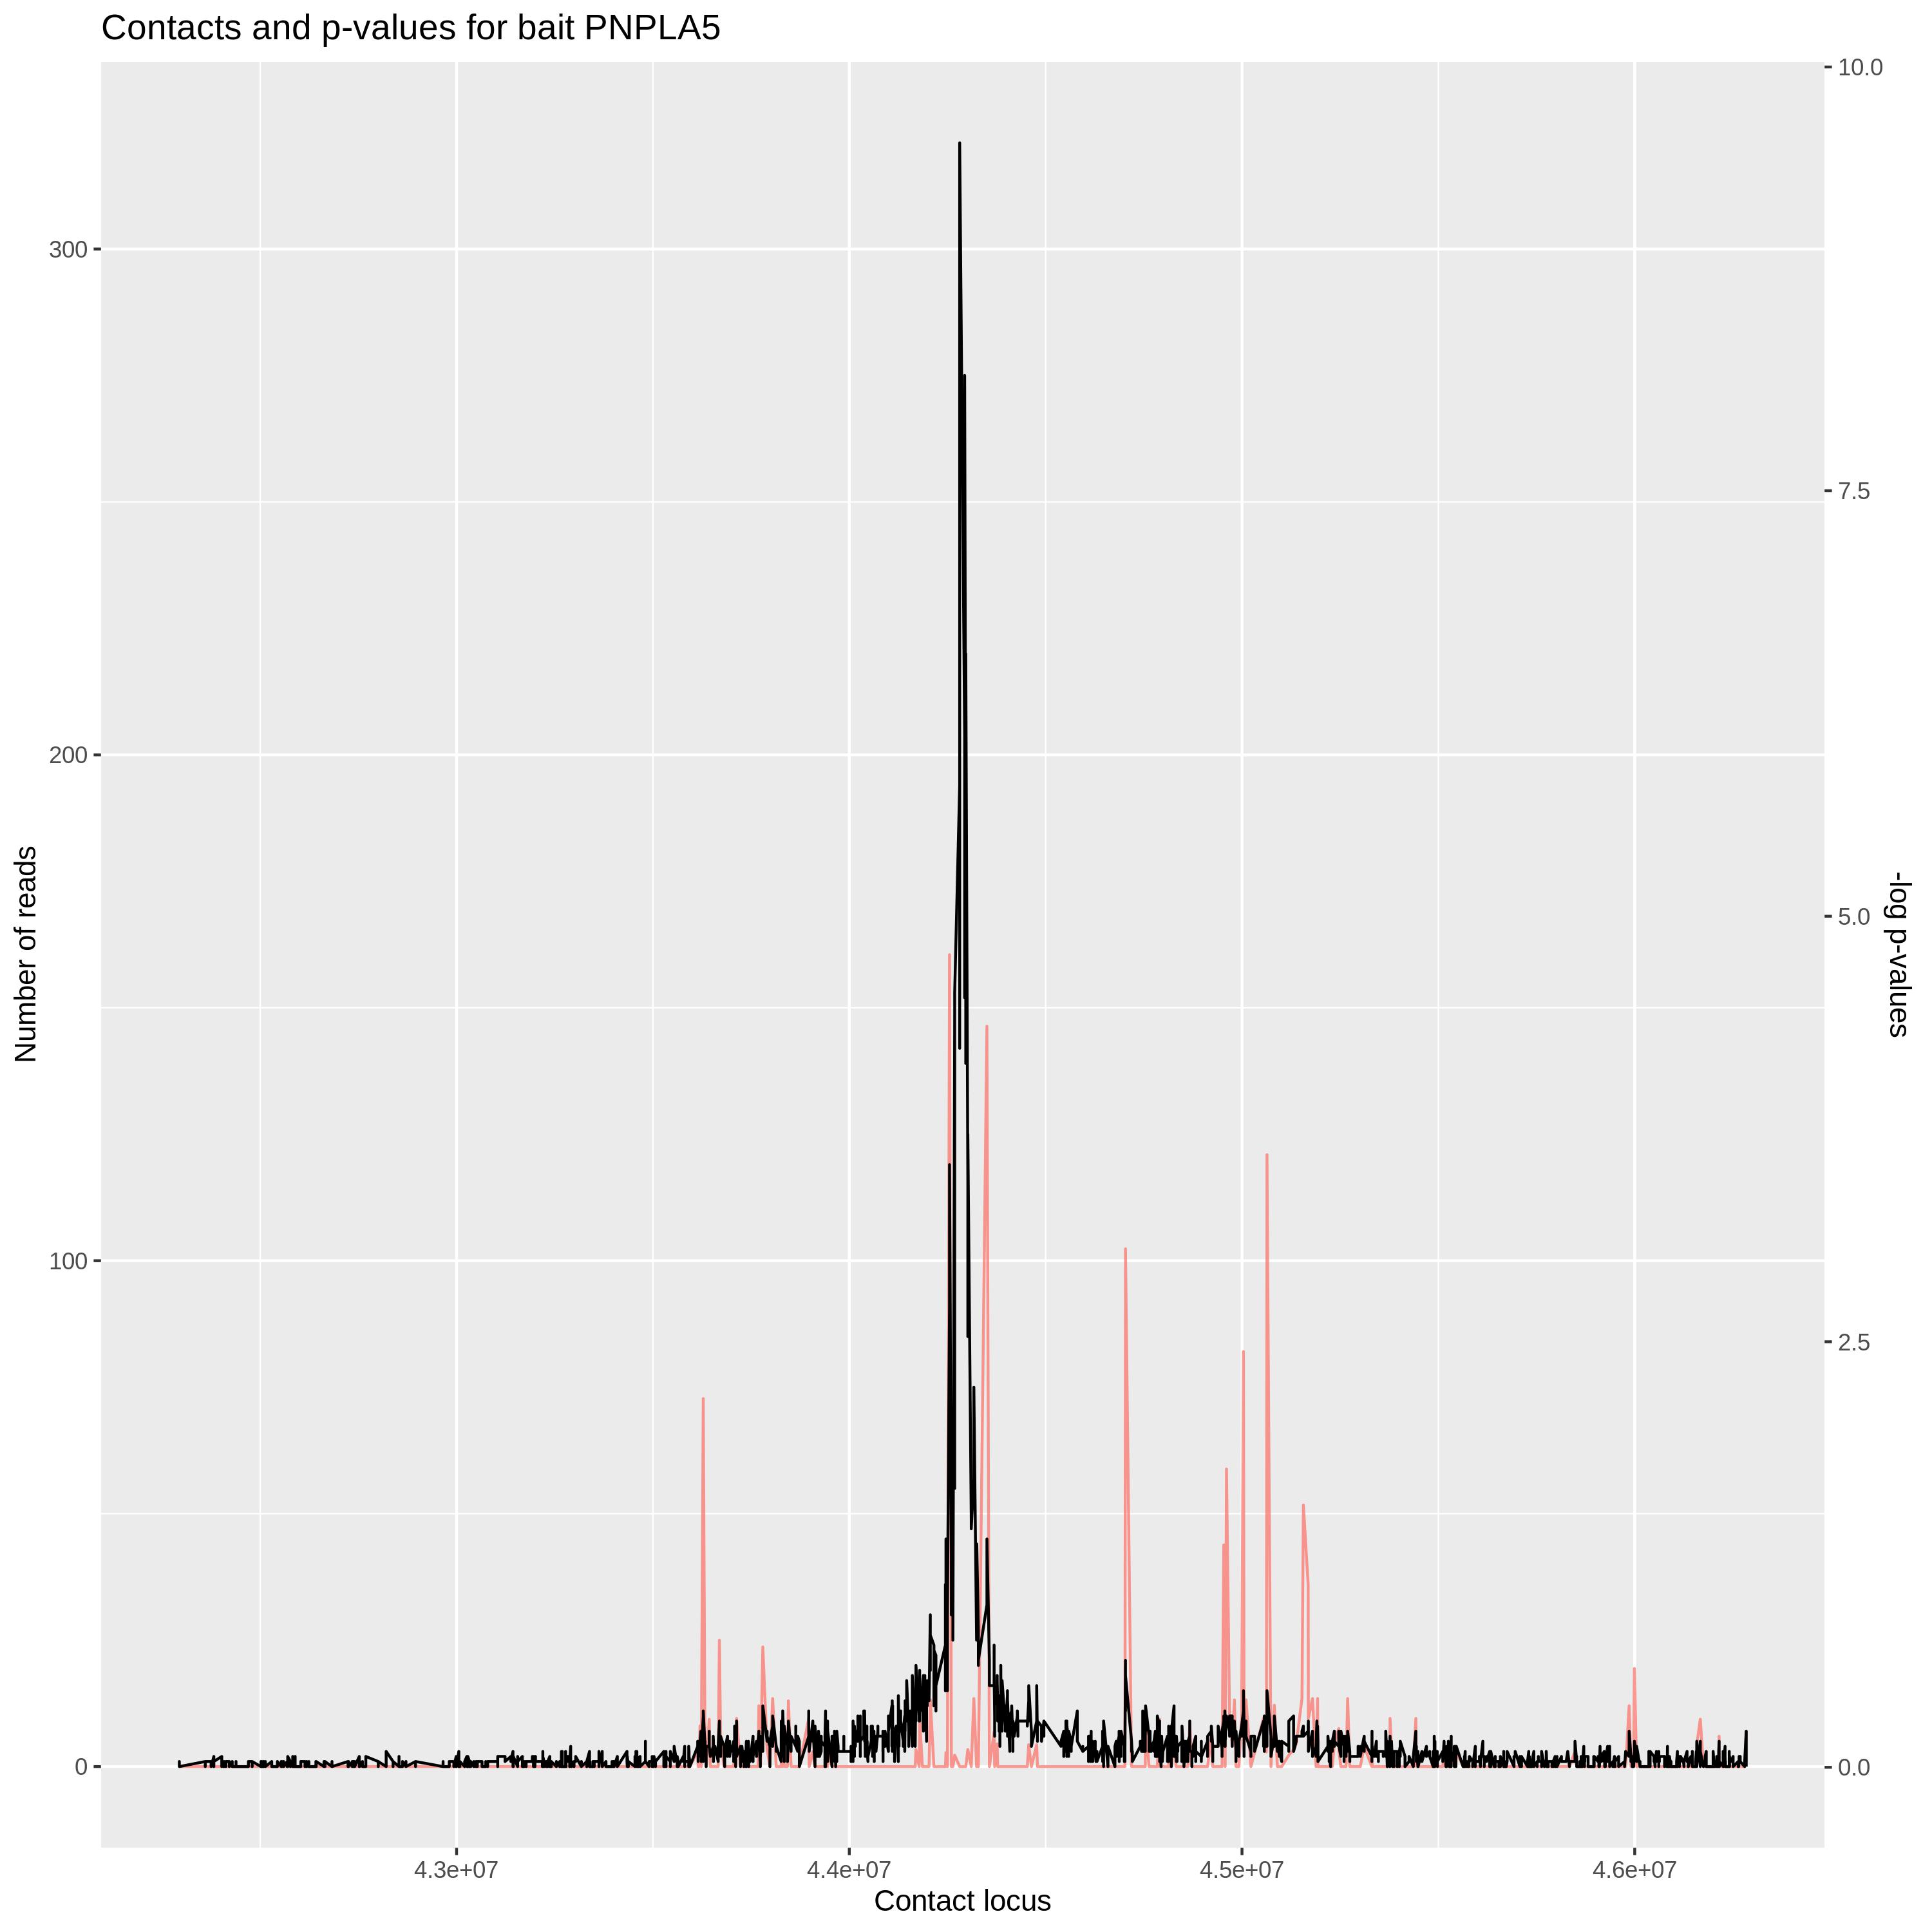 Contacts and p-values for bait PNPLA5
Number of reads
300
200
100
0
10.0
7.5
5.0
2.5
0.0
-log p-values
4.3e+07
4.4e+07
4.5e+07
4.6e+07
Contact locus